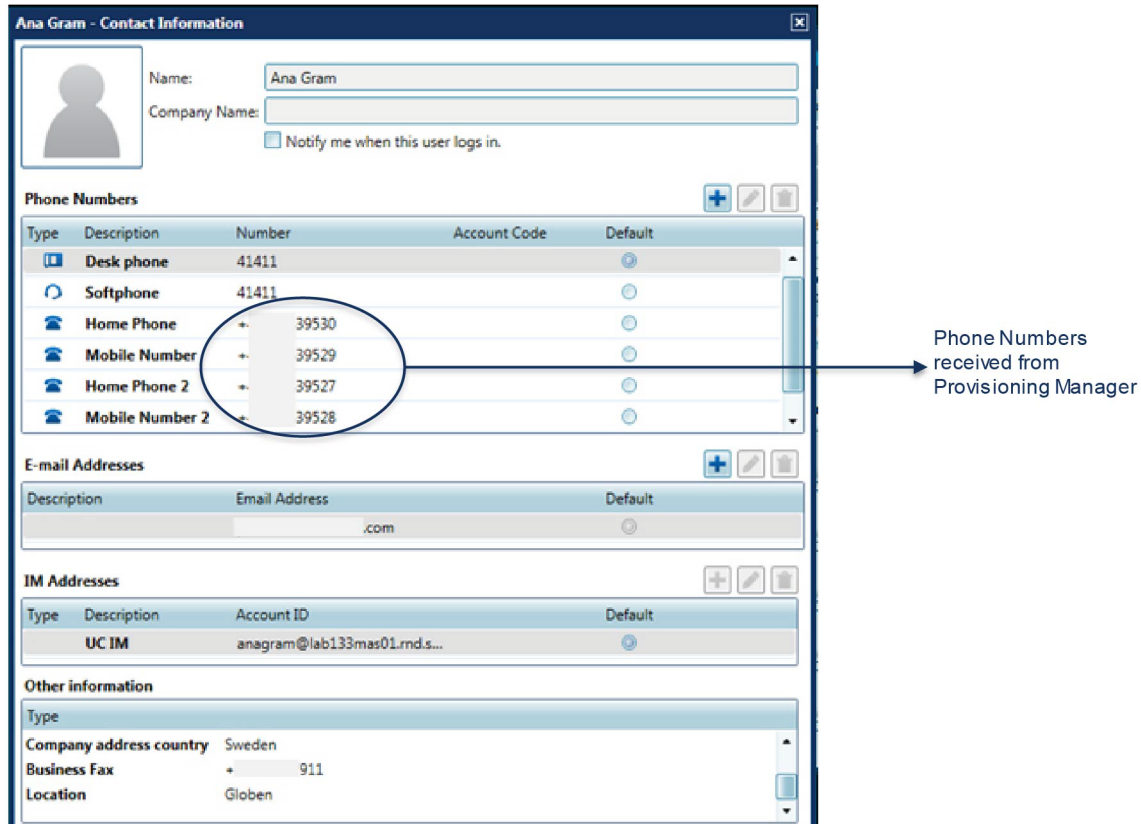 Ana Gram - Contact Information
Name: Ana Gram
Company Name:
Notify me when this user logs in.
Phone Numbers
Type Description Number Account Code Default
Desk phone 41411
Softphone 41411
Home Phone +- 39530
Mobile Number +- 39529
Home Phone 2 +- 39527
Mobile Number 2 +- 39528
Phone Numbers
received from
Provisioning Manager
E-mail Addresses
Description Email Address Default
.com
IM Addresses
Type Description Account ID Default
UC IM anagram@lab133mas01.rnd.s...
Other information
Type
Company address country Sweden
Business Fax + 911
Location Globen